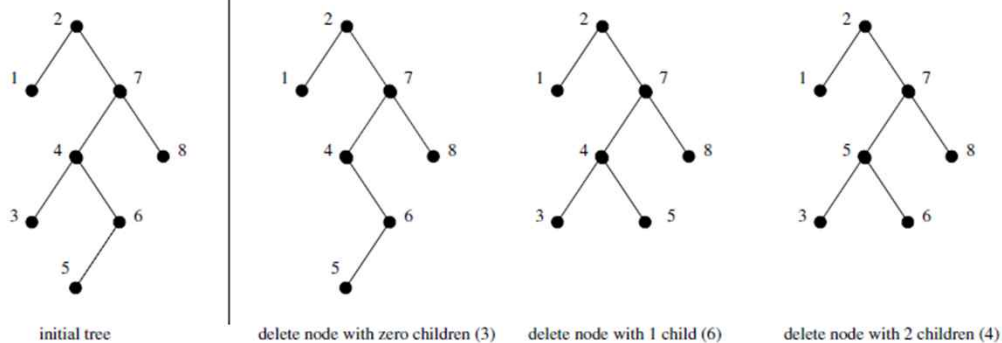 2 2 2 2
1 7 1 7 1 7 1 7
4 8 4 8 4 8 5 8
3 6 6 3 5 3 6
5 5
initial tree delete node with zero children (3) delete node with 1 child (6) delete node with 2 children (4)